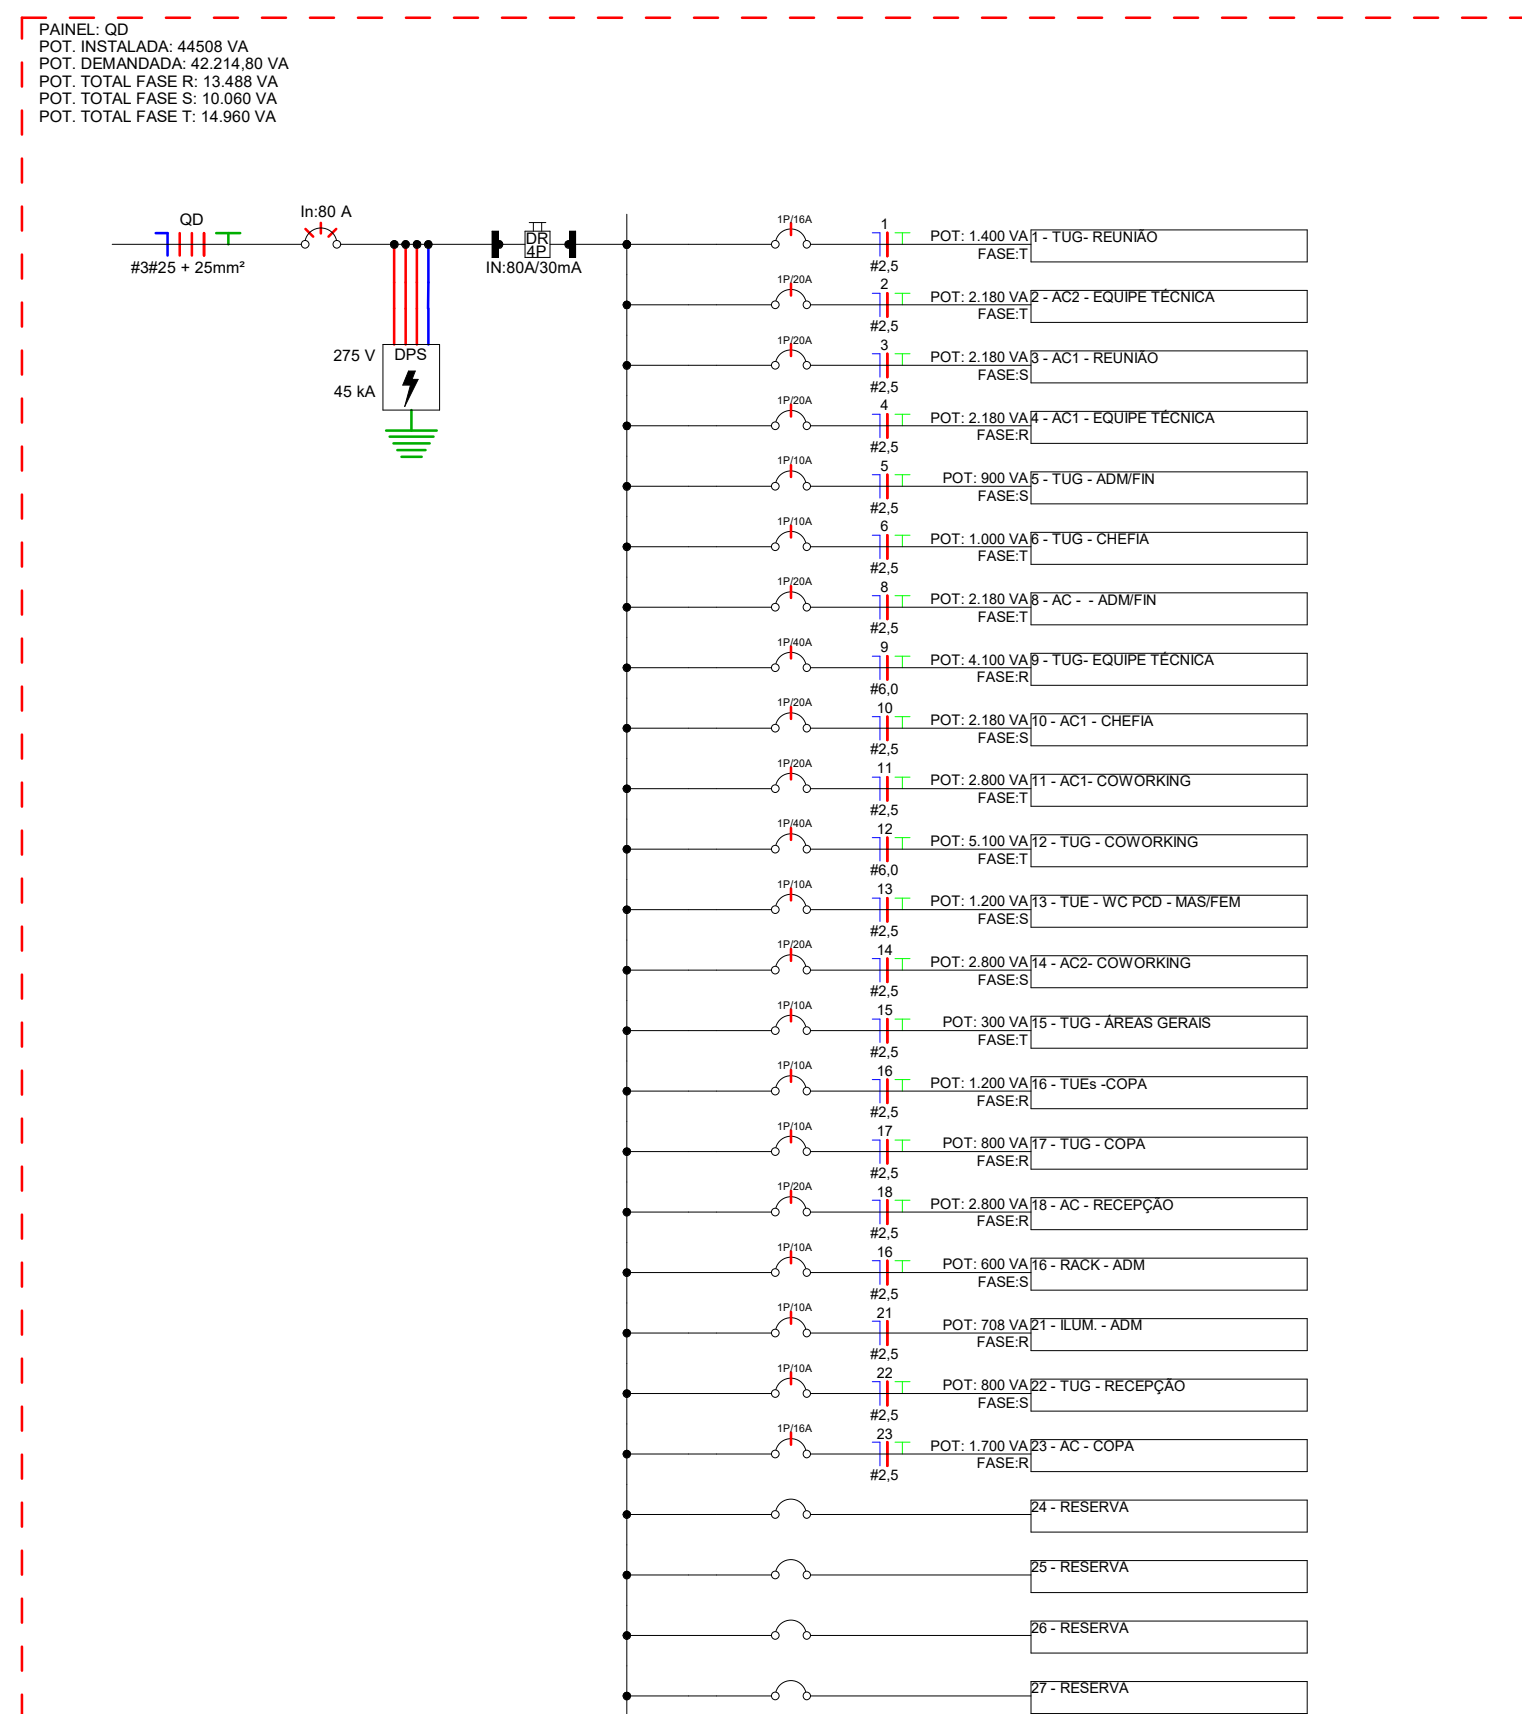 PAINEL: QD
POT. INSTALADA: 44508 VA
POT. DEMANDADA: 42.214,80 VA
POT. TOTAL FASE R: 13.488 VA
POT. TOTAL FASE S: 10.060 VA
POT. TOTAL FASE T: 14.960 VA
QD
#3#25 + 25mm²
In:80 A
DR
4P
IN:80A/30mA
275 V
DPS
45 kA
1P/16A
1
#2,5
POT: 1.400 VA
FASE:T
1 - TUG- REUNIÃO
1P/20A
2
#2,5
POT: 2.180 VA
FASE:T
2 - AC2 - EQUIPE TÉCNICA
1P/20A
3
#2,5
POT: 2.180 VA
FASE:S
3 - AC1 - REUNIÃO
1P/20A
4
#2,5
POT: 2.180 VA
FASE:R
4 - AC1 - EQUIPE TÉCNICA
1P/10A
5
#2,5
POT: 900 VA
FASE:S
5 - TUG - ADM/FIN
1P/10A
6
#2,5
POT: 1.000 VA
FASE:T
6 - TUG - CHEFIA
1P/20A
8
#2,5
POT: 2.180 VA
FASE:T
8 - AC - - ADM/FIN
1P/40A
9
#6,0
POT: 4.100 VA
FASE:R
9 - TUG- EQUIPE TÉCNICA
1P/20A
10
#2,5
POT: 2.180 VA
FASE:S
10 - AC1 - CHEFIA
1P/20A
11
#2,5
POT: 2.800 VA
FASE:T
11 - AC1- COWORKING
1P/40A
12
#6,0
POT: 5.100 VA
FASE:T
12 - TUG - COWORKING
1P/10A
13
#2,5
POT: 1.200 VA
FASE:S
13 - TUE - WC PCD - MAS/FEM
1P/20A
14
#2,5
POT: 2.800 VA
FASE:S
14 - AC2- COWORKING
1P/10A
15
#2,5
POT: 300 VA
FASE:T
15 - TUG - ÁREAS GERAIS
1P/10A
16
#2,5
POT: 1.200 VA
FASE:R
16 - TUEs -COPA
1P/10A
17
#2,5
POT: 800 VA
FASE:R
17 - TUG - COPA
1P/20A
18
#2,5
POT: 2.800 VA
FASE:R
18 - AC - RECEPÇÃO
1P/10A
16
#2,5
POT: 600 VA
FASE:S
16 - RACK - ADM
1P/10A
21
#2,5
POT: 708 VA
FASE:R
21 - ILUM. - ADM
1P/10A
22
#2,5
POT: 800 VA
FASE:S
22 - TUG - RECEPÇÃO
1P/16A
23
#2,5
POT: 1.700 VA
FASE:R
23 - AC - COPA
24 - RESERVA
25 - RESERVA
26 - RESERVA
27 - RESERVA